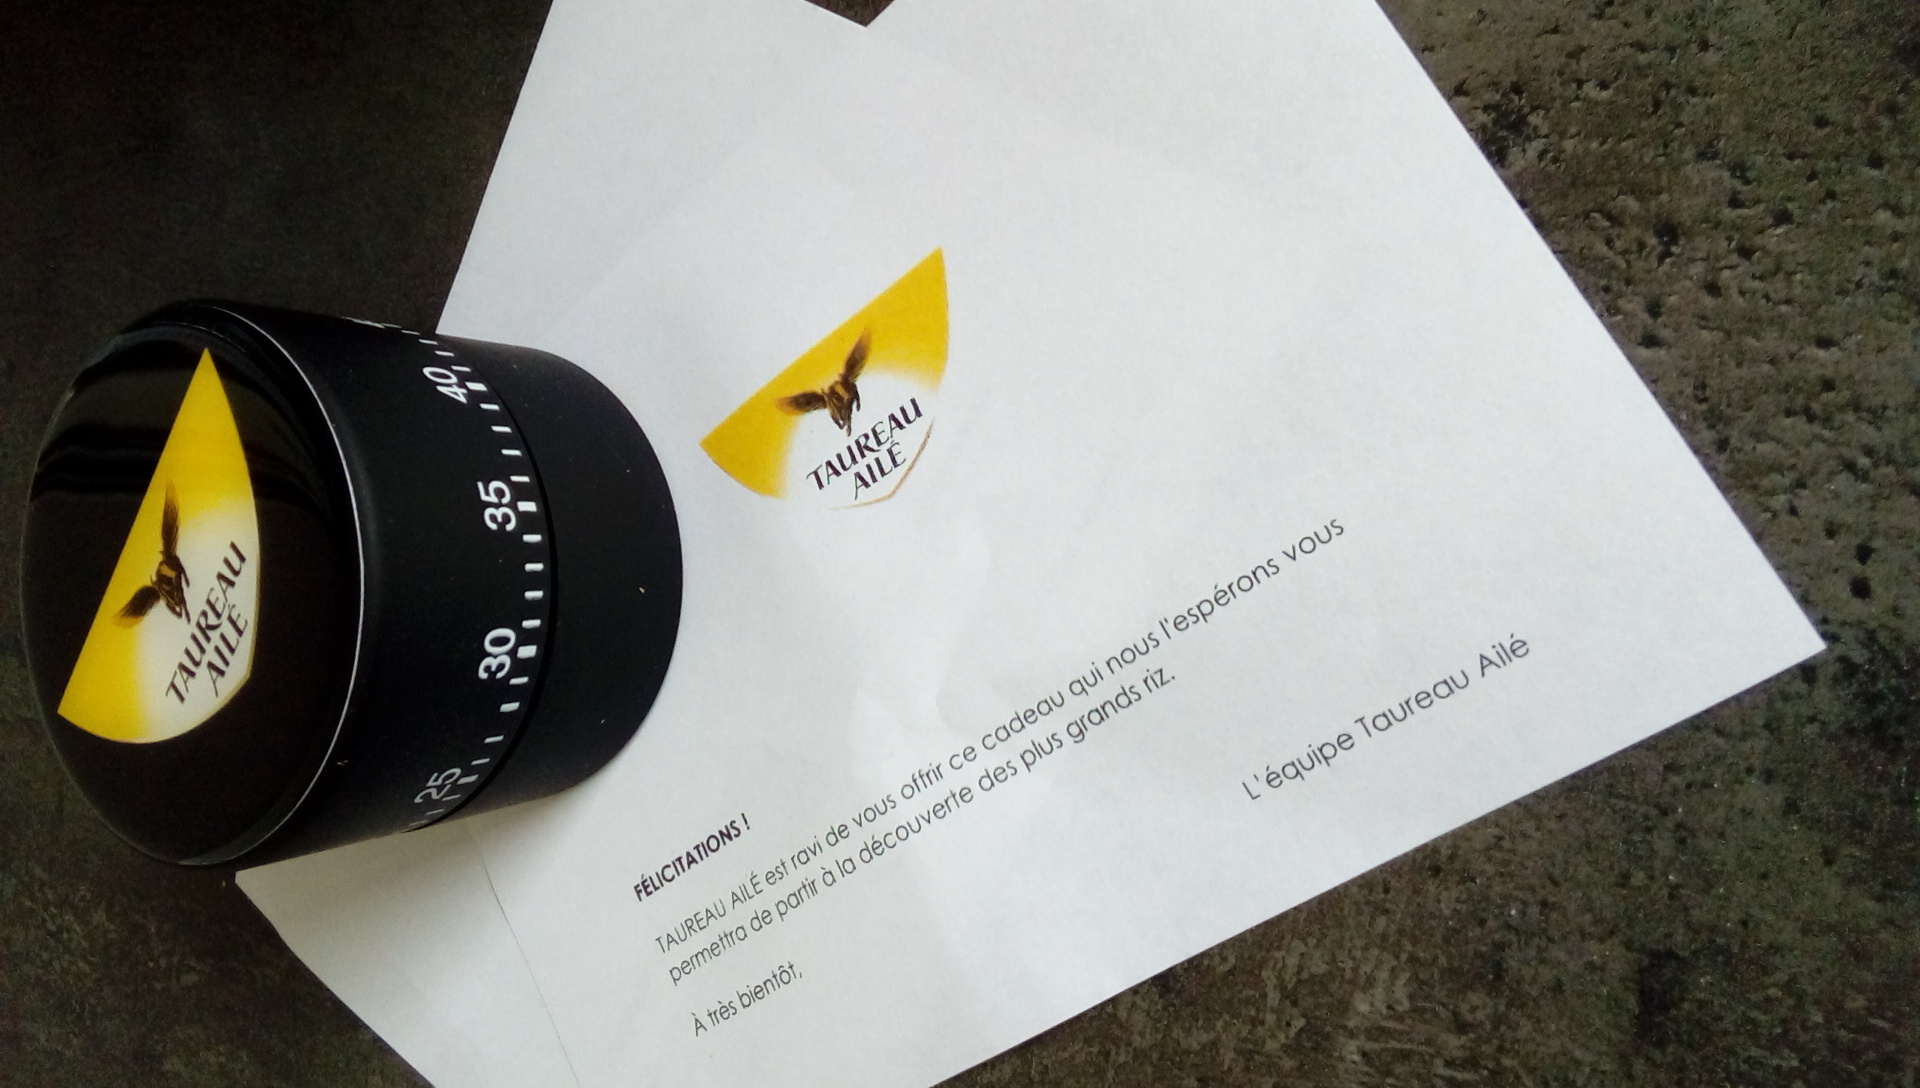 TAUREAU
AILÉ
40
35
30
25
TAUREAU
AILÉ
FÉLICITATIONS !
TAUREAU AILÉ est ravi de vous offrir ce cadeau qui nous l'espérons vous
permettra de partir à la découverte des plus grands riz.
À très bientôt,
L'équipe Taureau Ailé